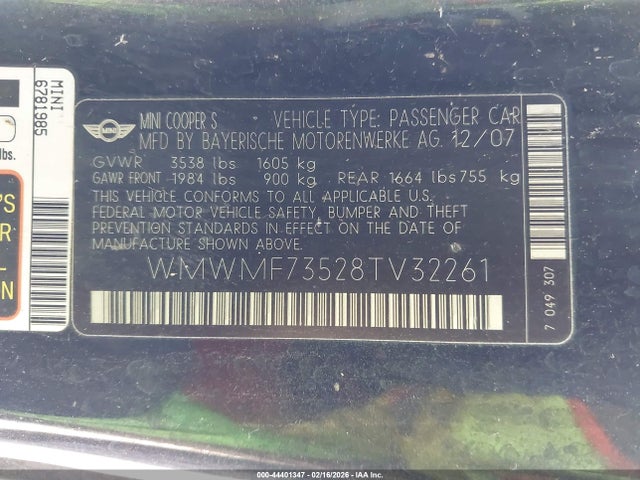 MINI
6781985
lbs.
'S
R
N
MINI COOPER S VEHICLE TYPE: PASSENGER CAR
MFD BY BAYERISCHE MOTORENWERKE AG 12/07
GVWR 3538 lbs 1605 kg
GAWR FRONT 1984 lbs 900 kg REAR 1664 lbs 755 kg
THIS VEHICLE CONFORMS TO ALL APPLICABLE U.S.
FEDERAL MOTOR VEHICLE SAFETY, BUMPER AND THEFT
PREVENTION STANDARDS IN EFFECT ON THE DATE OF
MANUFACTURE SHOWN ABOVE.
WMWMF73528TV32261
7 049 307
000-44401347 - 02/16/2026 - © IAA Inc.